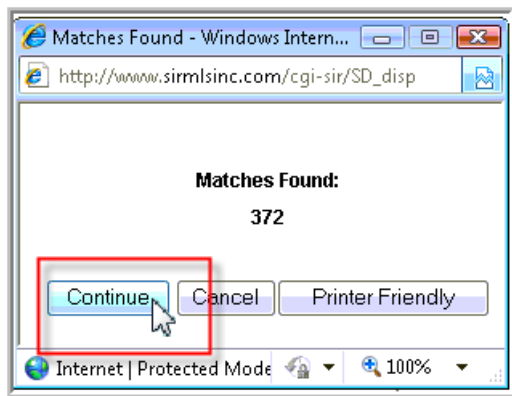 Matches Found - Windows Intern...
http://www.sirmlsinc.com/cgi-sir/SD_disp
Matches Found:
372
Continue Cancel Printer Friendly
Internet | Protected Mode 100%